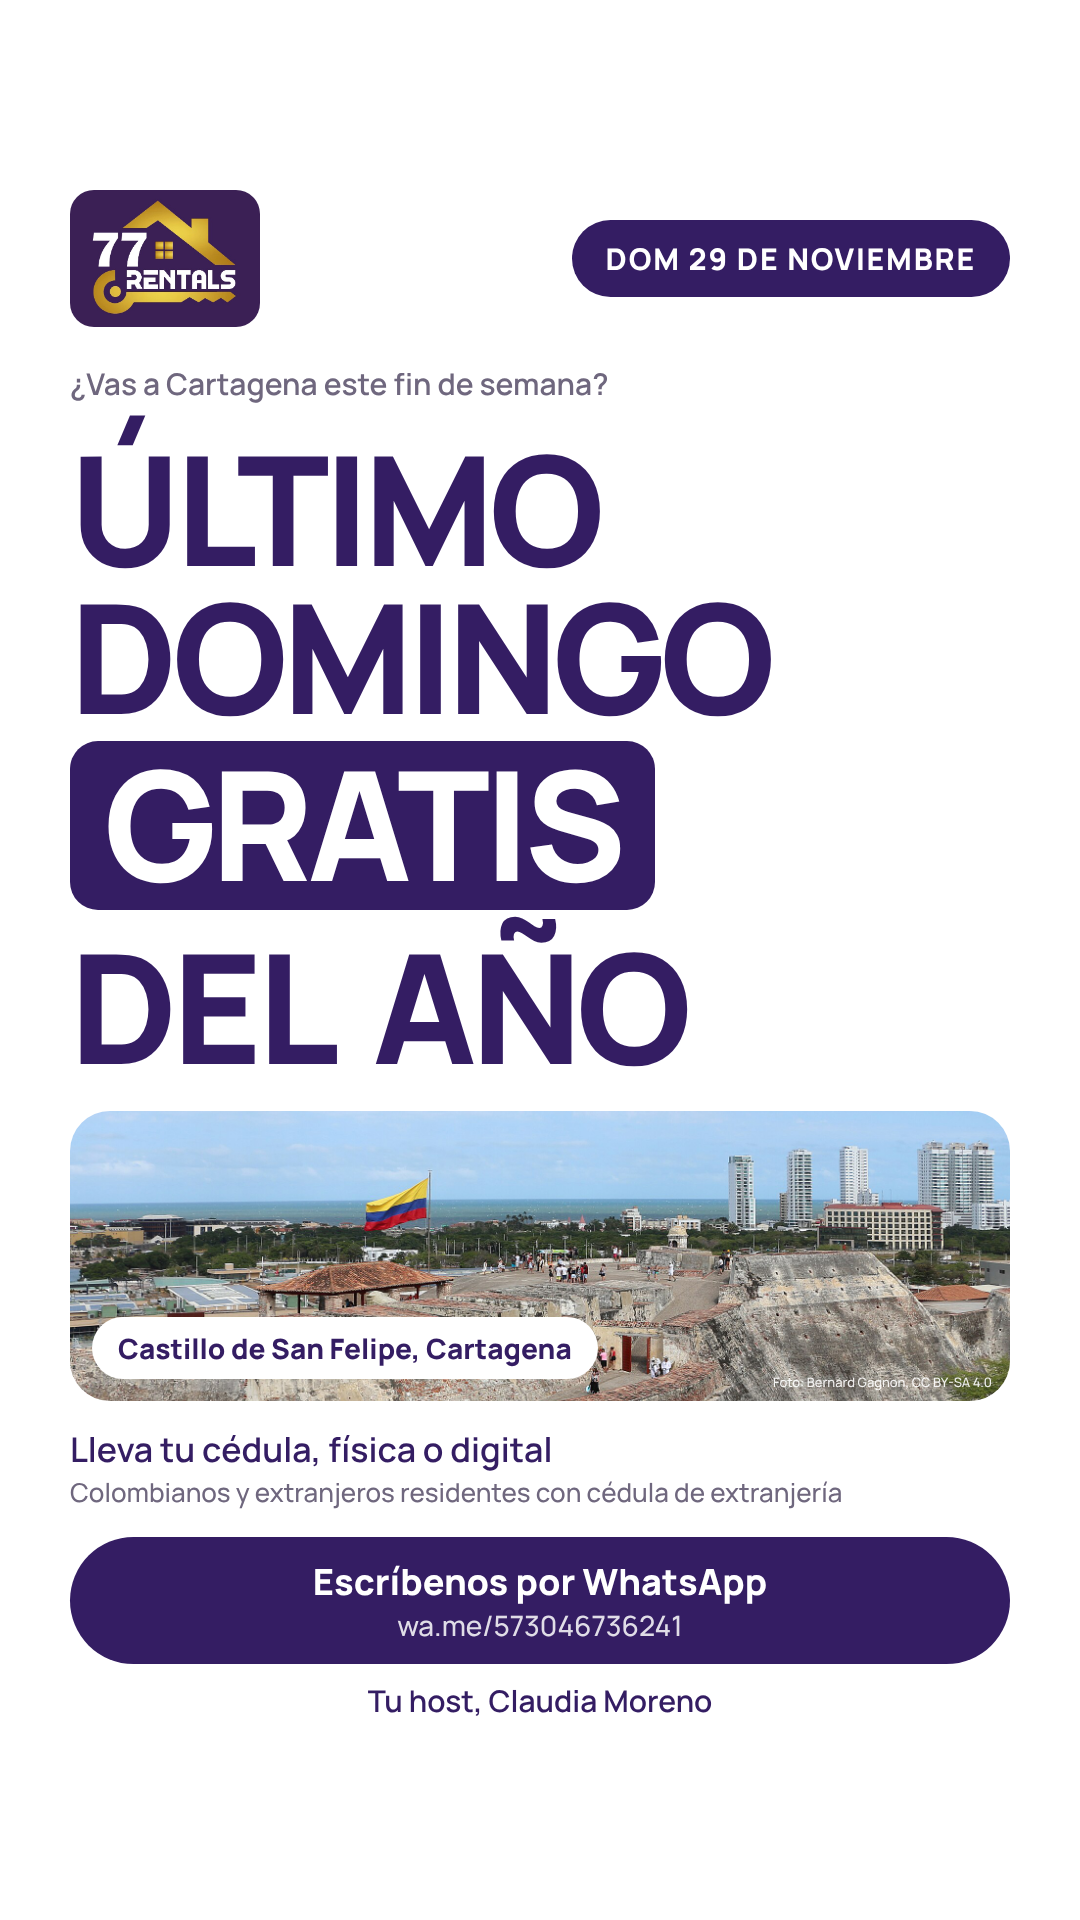 77
RENTALS
DOM 29 DE NOVIEMBRE
¿Vas a Cartagena este fin de semana?
ÚLTIMO
DOMINGO
GRATIS
DEL AÑO
Castillo de San Felipe, Cartagena
Foto: Bernard Gagnon, CC BY-SA 4.0
Lleva tu cédula, física o digital
Colombianos y extranjeros residentes con cédula de extranjería
Escríbenos por WhatsApp
wa.me/573046736241
Tu host, Claudia Moreno